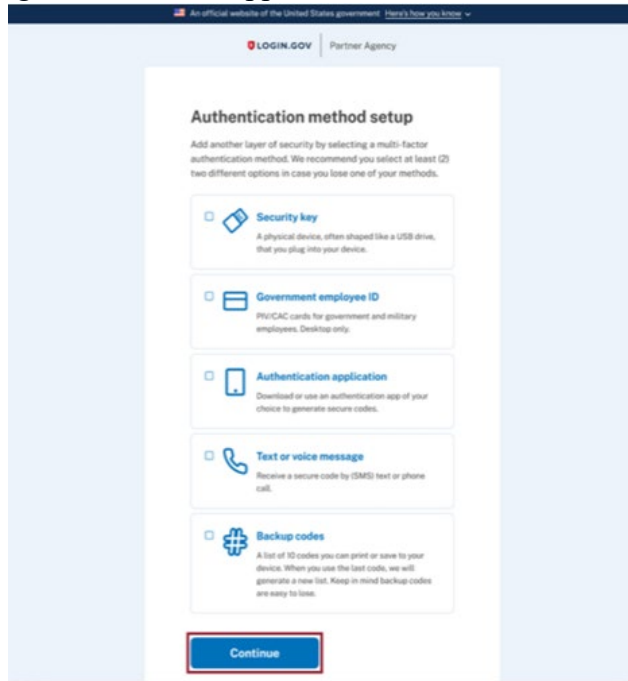 An official website of the United States government Here's how you know
LOGIN.GOV Partner Agency
Authentication method setup
Add another layer of security by selecting a multi-factor
authentication method. We recommend you select at least (2)
two different options in case you lose one of your methods.
Security key
A physical device, often shaped like a USB drive,
that you plug into your device.
Government employee ID
PIV/CAC cards for government and military
employees. Desktop only.
Authentication application
Download or use an authentication app of your
choice to generate secure codes.
Text or voice message
Receive a secure code by (SMS) text or phone
call.
Backup codes
A list of 10 codes you can print or save to your
device. When you use the last code, we will
generate a new list. Keep in mind backup codes
are easy to lose.
Continue